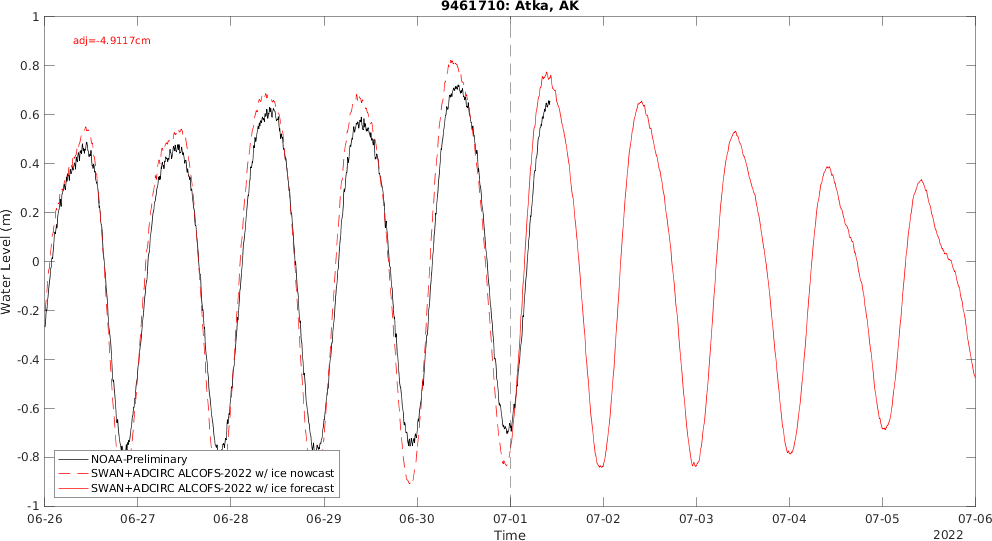 9461710: Atka, AK
adj=-4.9117cm
1
0.8
0.6
0.4
0.2
0
-0.2
-0.4
-0.6
-0.8
-1
Water Level (m)
NOAA-Preliminary
SWAN+ADCIRC ALCOFS-2022 w/ ice nowcast
SWAN+ADCIRC ALCOFS-2022 w/ ice forecast
06-26 06-27 06-28 06-29 06-30 07-01 07-02 07-03 07-04 07-05 07-06
Time
2022